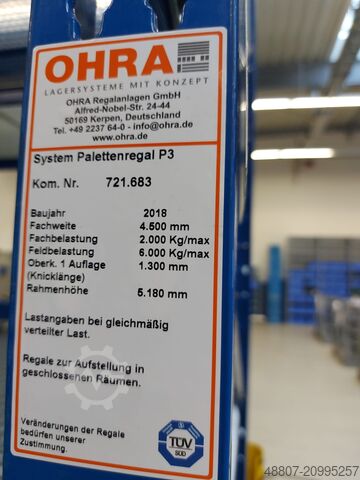 OHRA
LAGERSYSTEME MIT KONZEPT
OHRA Regalanlagen GmbH
Alfred-Nobel-Str. 24-44
50169 Kerpen, Deutschland
Tel. +49 2237 64-0 - info@ohra.de
www.ohra.de
System Palettenregal P3
Kom. Nr. 721.683
Baujahr 2018
Fachweite 4.500 mm
Fachbelastung 2.000 Kg/max
Feldbelastung 6.000 Kg/max
Oberk. 1 Auflage 1.300 mm
(Knicklänge)
Rahmenhöhe 5.180 mm
Lastangaben bei gleichmäßig
verteilter Last.
Regale zur Aufstellung in
geschlossenen Räumen.
Veränderungen der Regale
bedürfen unserer
Zustimmung.
TÜV
SÜD
48807-20995257